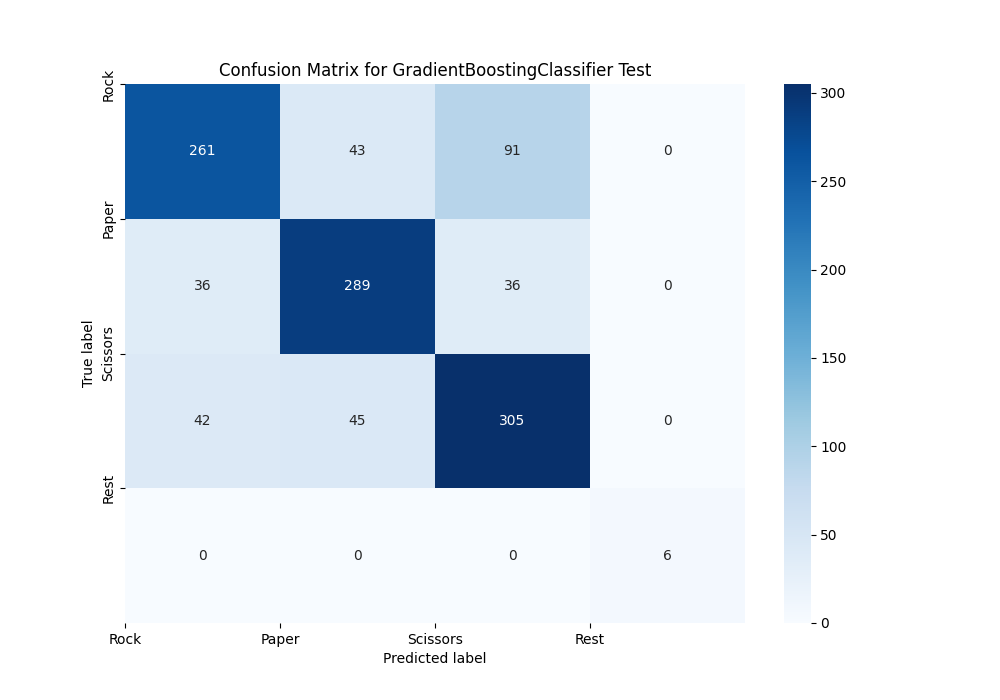 Confusion Matrix for GradientBoostingClassifier Test
True label
Rock
Paper
Scissors
Rest
261 43 91 0
36 289 36 0
42 45 305 0
0 0 0 6
Rock Paper Scissors Rest
Predicted label
300
250
200
150
100
50
0